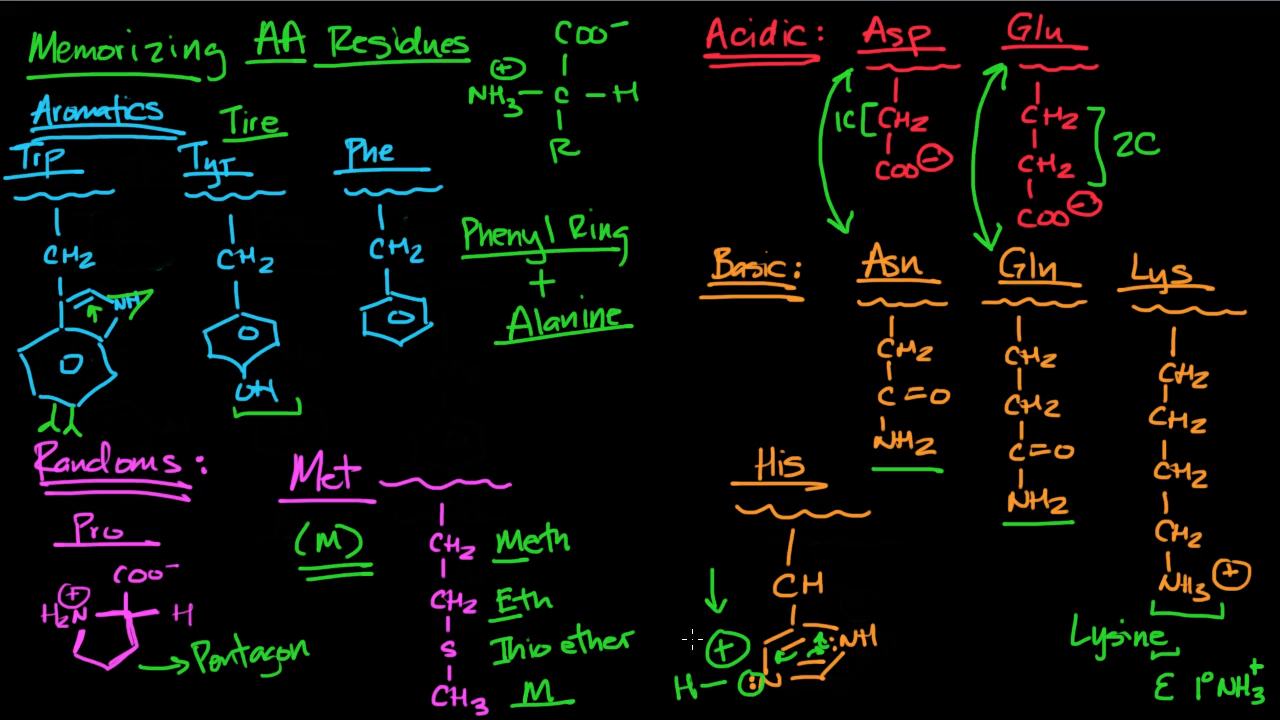 Memorizing AA Residues
COO⁻
NH₃ — C — H
+
R
Aromatics
Tire
Trp
CH₂
NH
Tyr
CH₂
OH
Phe
CH₂
Phenyl Ring
+
Alanine
Randoms:
Pro
COO⁻
+
H₂N
H
Pentagon
Met
(M)
CH₂ Meth
CH₂ Eth
S Thioether
CH₃ M
Acidic:
Asp
1C
CH₂
COO⁻
Glu
CH₂
CH₂
2C
COO⁻
Basic:
Asn
CH₂
C=O
NH₂
Gln
CH₂
CH₂
C=O
NH₂
Lys
CH₂
CH₂
CH₂
CH₂
NH₃ +
Lysine
ε 1° NH₃⁺
His
CH
NH
+
H — N